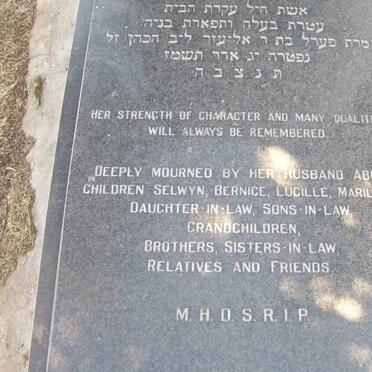 אשת חיל עקרת הבית
עטרת בעלה ותפארת בניה
מרת פערל בת ר אליעזר ליב הכהן זל
נפטרה יג אדר תשמז
ת נ צ ב ה
HER STRENGTH OF CHARACTER AND MANY
WILL ALWAYS BE REMEMBERED.
DEEPLY MOURNED BY HER HUSBAND
CHILDREN SELWYN, BERNICE, LUCILLE,
DAUGHTER-IN-LAW, SONS-IN-LAW,
GRANDCHILDREN,
BROTHERS, SISTERS-IN-LAW
RELATIVES AND FRIENDS.
M.H.D.S.R.I.P.